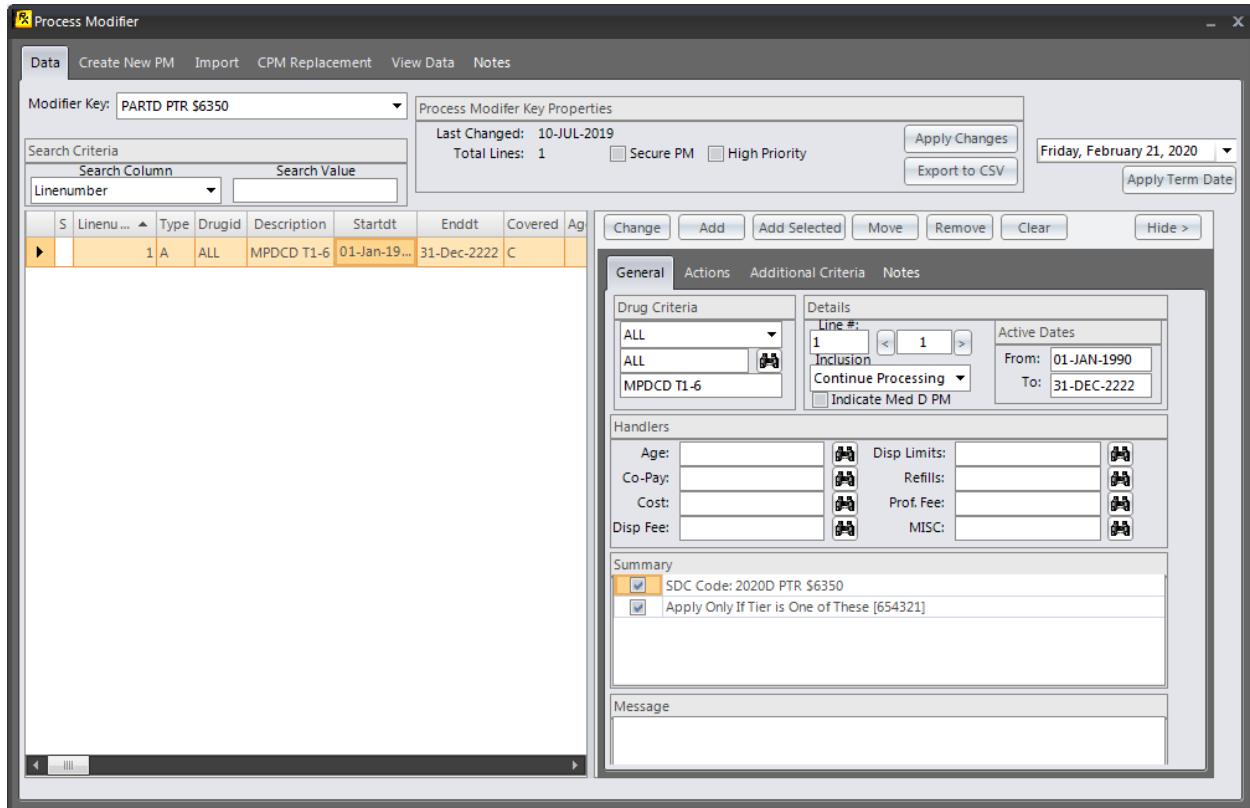 Process Modifier
Data Create New PM Import CPM Replacement View Data Notes
Modifier Key: PARTD PTR $6350
Process Modifer Key Properties
Last Changed: 10-JUL-2019
Total Lines: 1
Secure PM High Priority
Apply Changes
Export to CSV
Friday, February 21, 2020
Apply Term Date
Search Criteria
Search Column Search Value
Linenumber
S Linenu... Type Drugid Description Startdt Enddt Covered Ag
1 A ALL MPDCD T1-6 01-Jan-19... 31-Dec-2222 C
Change Add Add Selected Move Remove Clear Hide >
General Actions Additional Criteria Notes
Drug Criteria
ALL
ALL
MPDCD T1-6
Details
Line #:
1 < 1 >
Inclusion
Continue Processing
Indicate Med D PM
Active Dates
From: 01-JAN-1990
To: 31-DEC-2222
Handlers
Age: Disp Limits:
Co-Pay: Refills:
Cost: Prof. Fee:
Disp Fee: MISC:
Summary
SDC Code: 2020D PTR $6350
Apply Only If Tier is One of These [654321]
Message